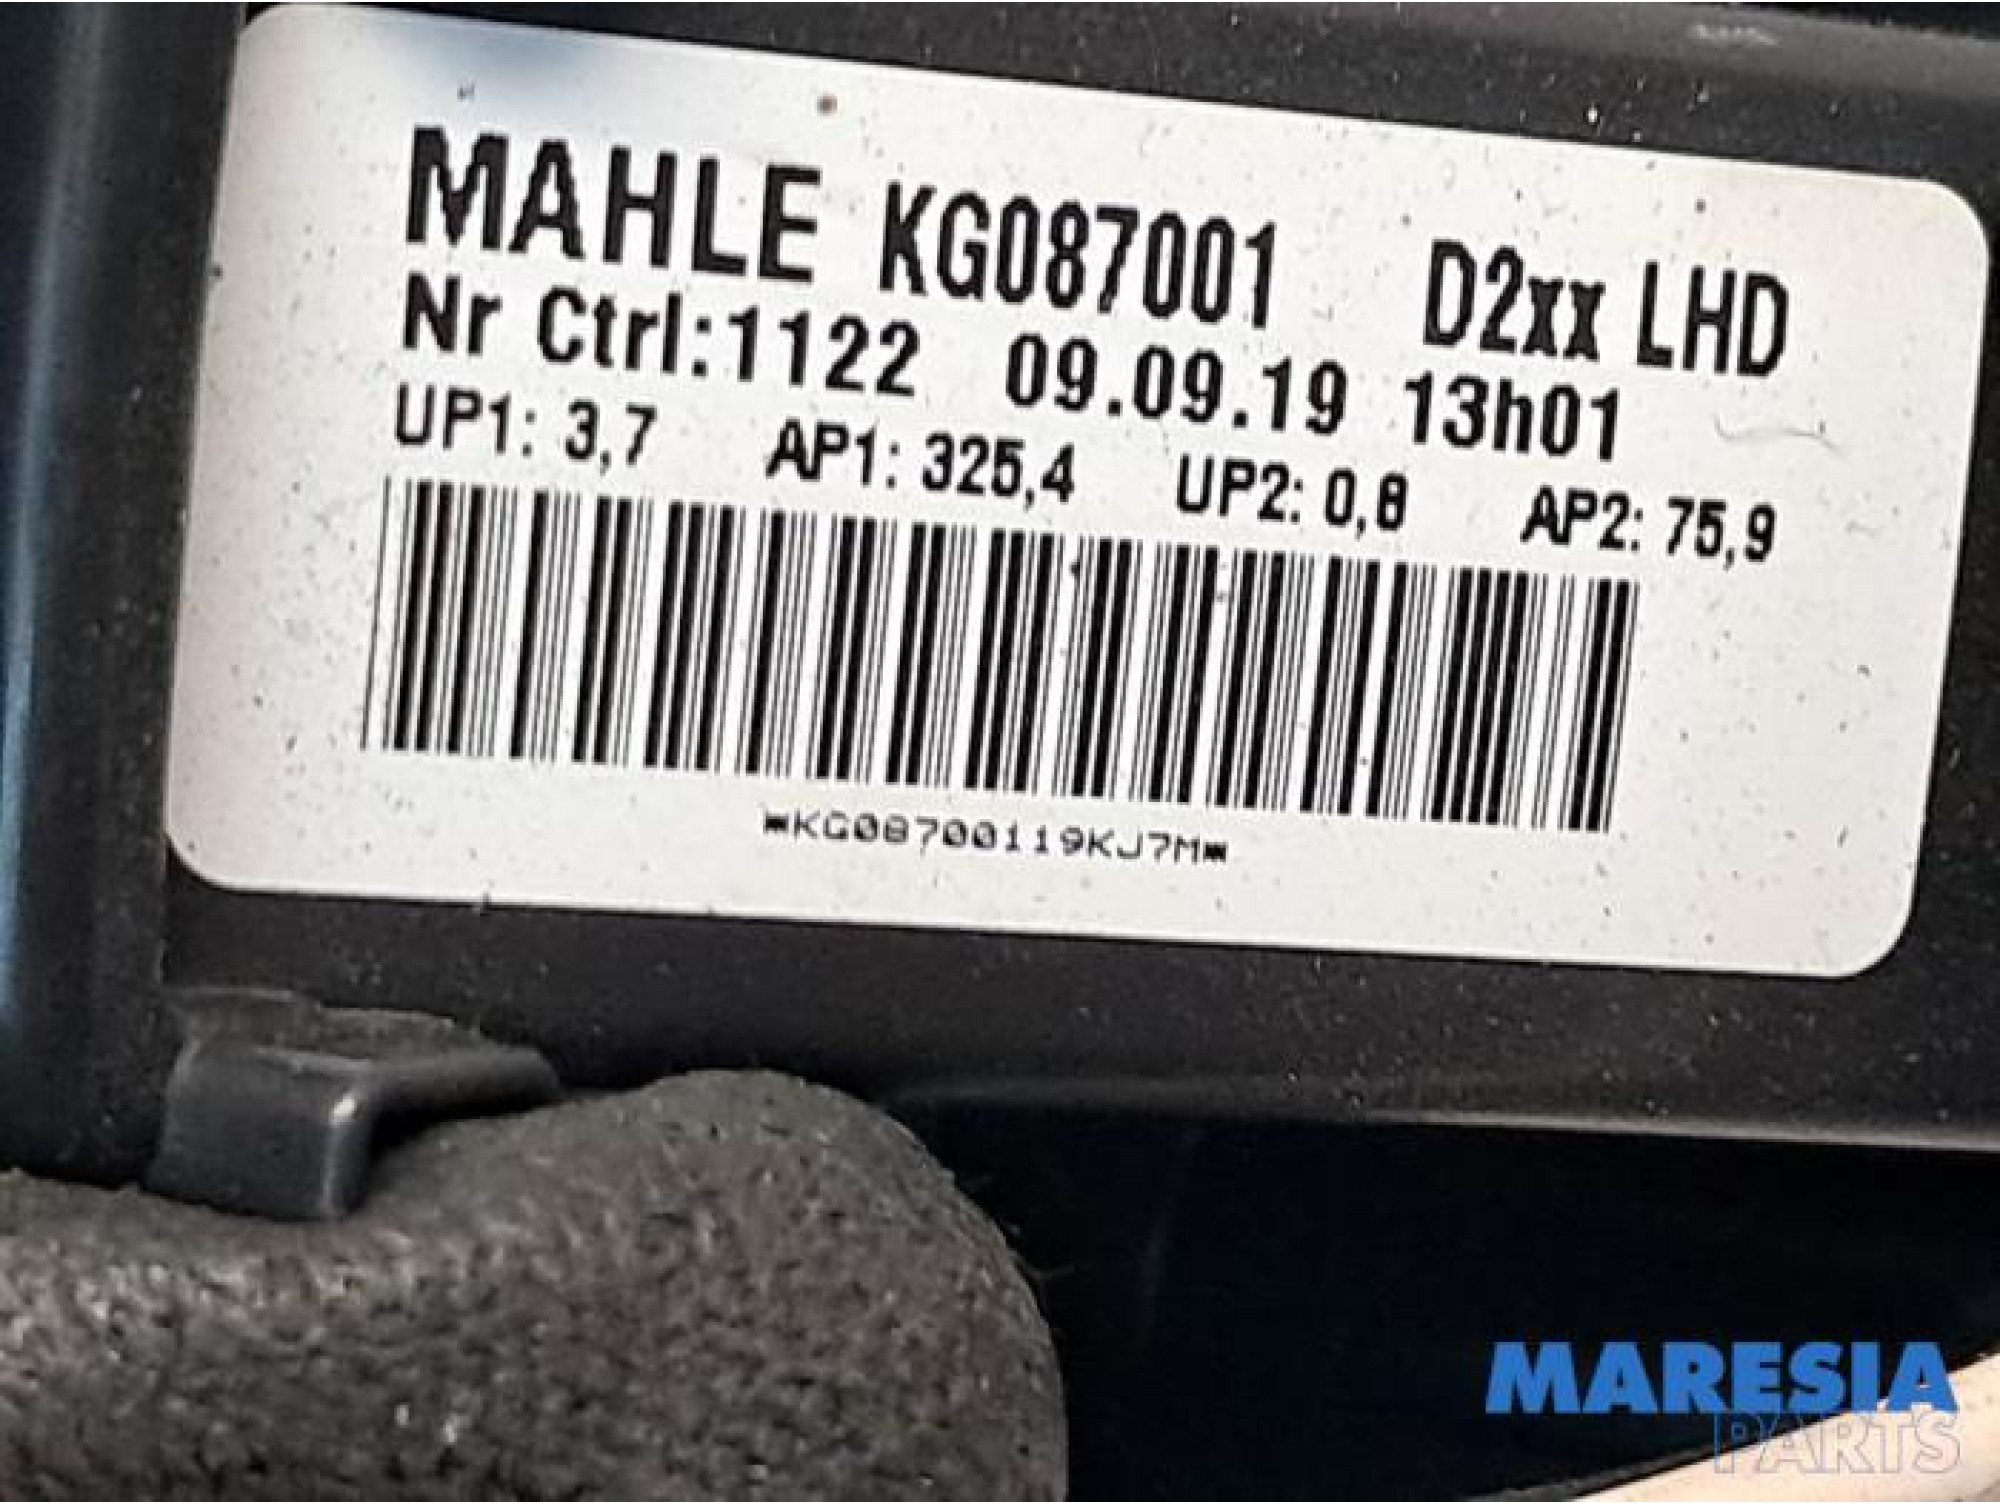 MAHLE KG087001 D2xx LHD
Nr Ctrl:1122 09.09.19 13h01
UP1: 3,7 AP1: 325,4 UP2: 0,8 AP2: 75,9
*KG08700119KJ7M*
MARESIA
PARTS